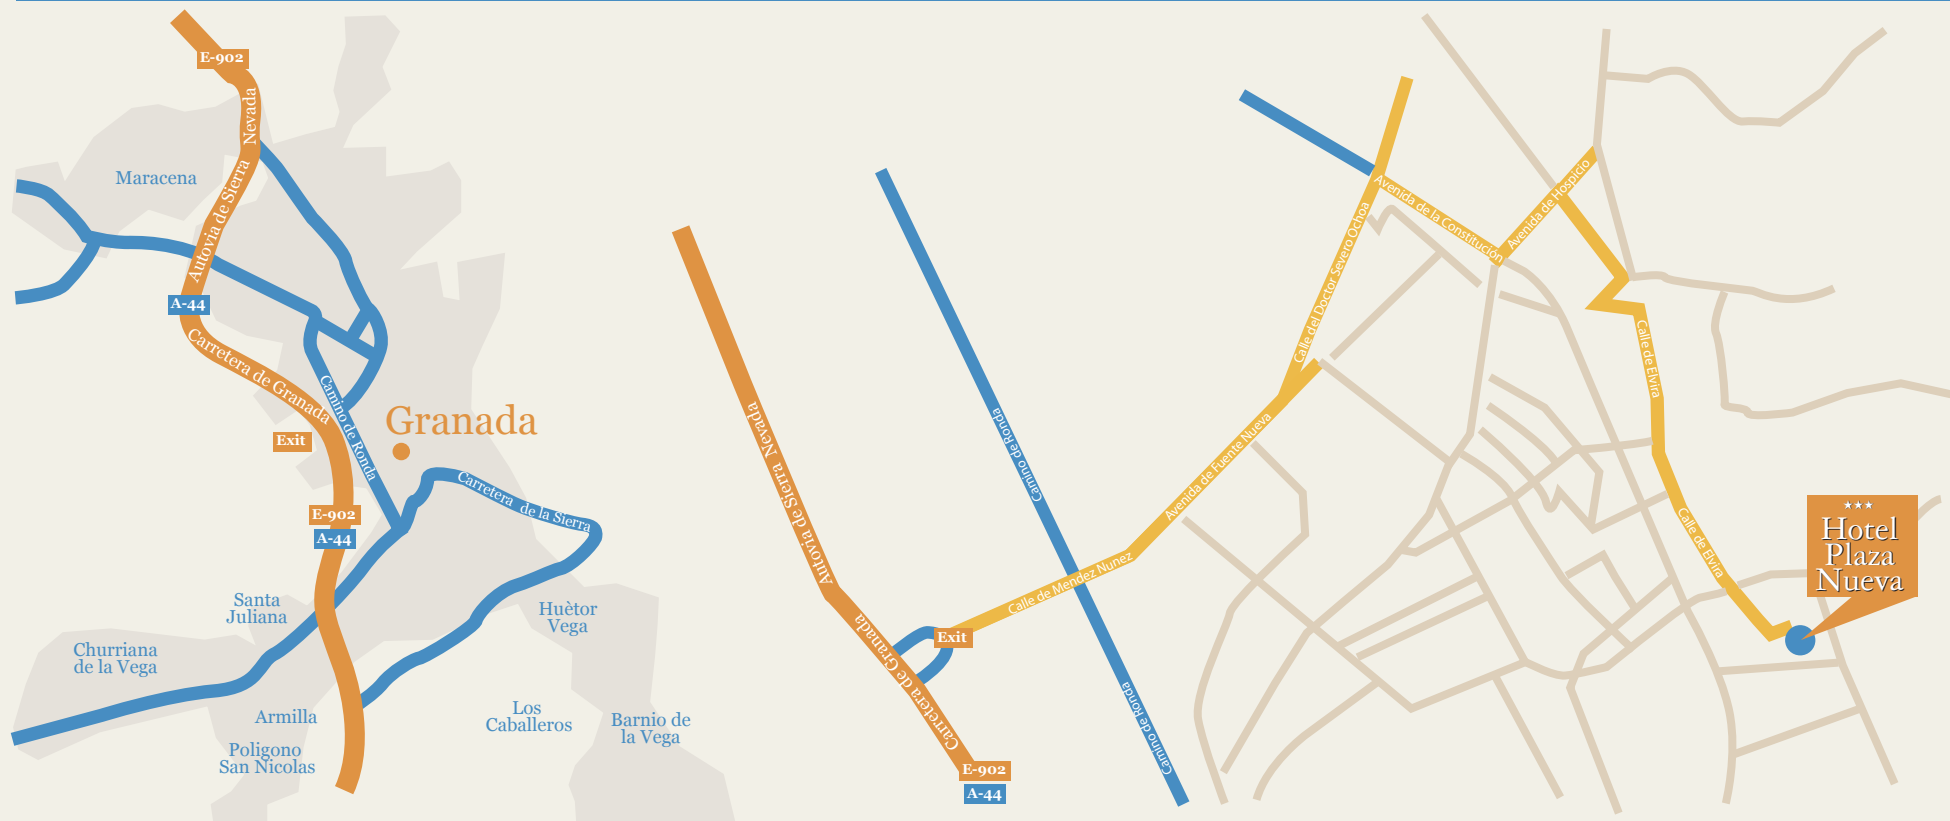 E-902
Nevada
Autovia de Sierra
Maracena
A-44
Carretera de Granada
Camino de Ronda
Granada
Exit
Carretera de la Sierra
E-902
A-44
Santa
Juliana
Huètor
Vega
Churriana
de la Vega
Armilla
Los
Caballeros
Barnio de
la Vega
Poligono
San Nicolas
Autovia de Sierra Nevada
Carretera de Granada
Carretera de Granada
Exit
E-902
A-44
Camino de Ronda
Camino de Ronda
Calle de Mendez Nunez
Avenida de Fuente Nueva
Calle del Doctor Severo Ochoa
Avenida de la Constitución
Avenida de Hospicio
Calle de Elvira
Calle de Elvira
Hotel
Plaza
Nueva